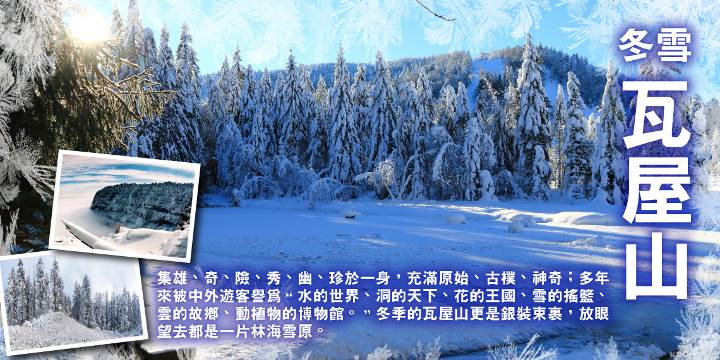 冬雪
瓦屋山
集雄、奇、險、秀、幽、珍於一身，充滿原始、古樸、神奇；多年
來被中外遊客譽爲“水的世界、洞的天下、花的王國、雪的搖籃、
雲的故鄉、動植物的博物館。”冬季的瓦屋山更是銀裝束裹，放眼
望去都是一片林海雪原。